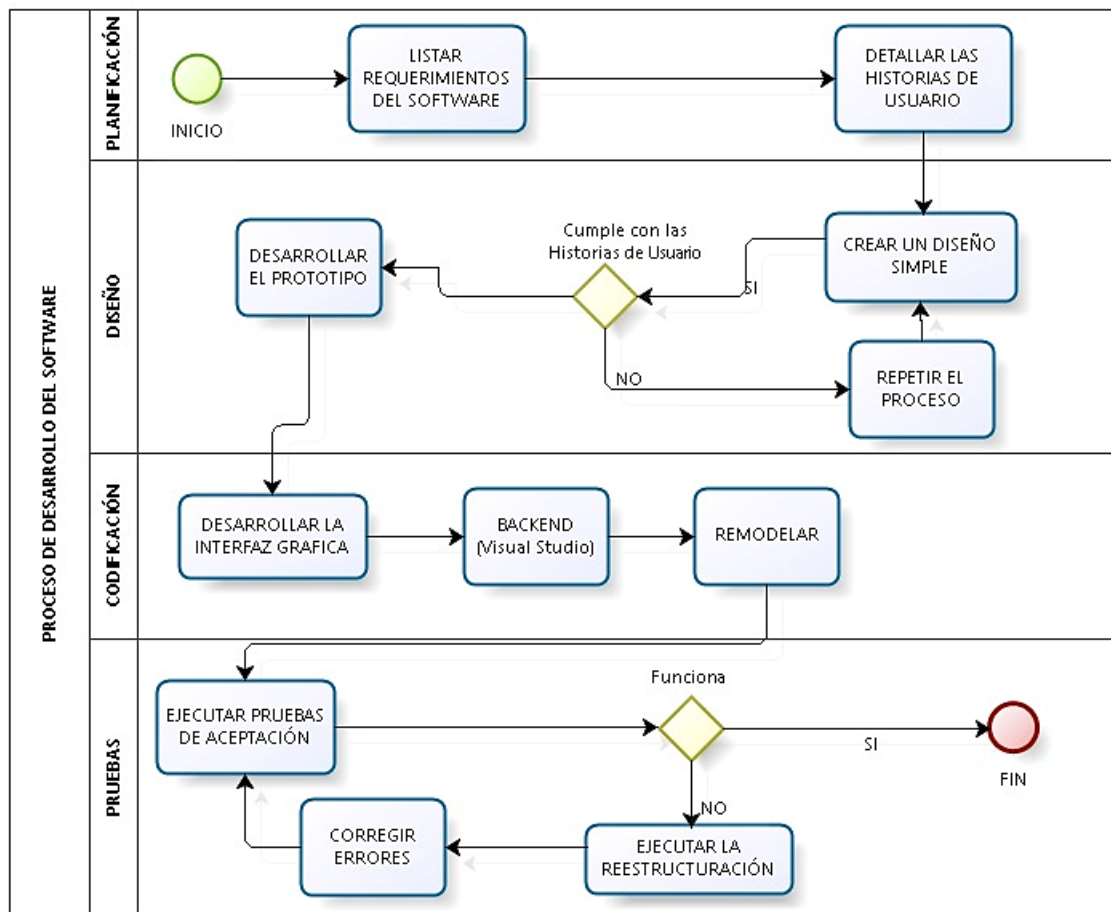 PROCESO DE DESARROLLO DEL SOFTWARE
PLANIFICACIÓN
INICIO
LISTAR
REQUERIMIENTOS
DEL SOFTWARE
DETALLAR LAS
HISTORIAS DE
USUARIO
DISEÑO
DESARROLLAR
EL PROTOTIPO
Cumple con las
Historias de Usuario
SI
CREAR UN DISEÑO
SIMPLE
NO
REPETIR EL
PROCESO
CODIFICACIÓN
DESARROLLAR LA
INTERFAZ GRAFICA
BACKEND
(Visual Studio)
REMODELAR
PRUEBAS
EJECUTAR PRUEBAS
DE ACEPTACIÓN
Funciona
SI
FIN
NO
CORREGIR
ERRORES
EJECUTAR LA
REESTRUCTURACIÓN